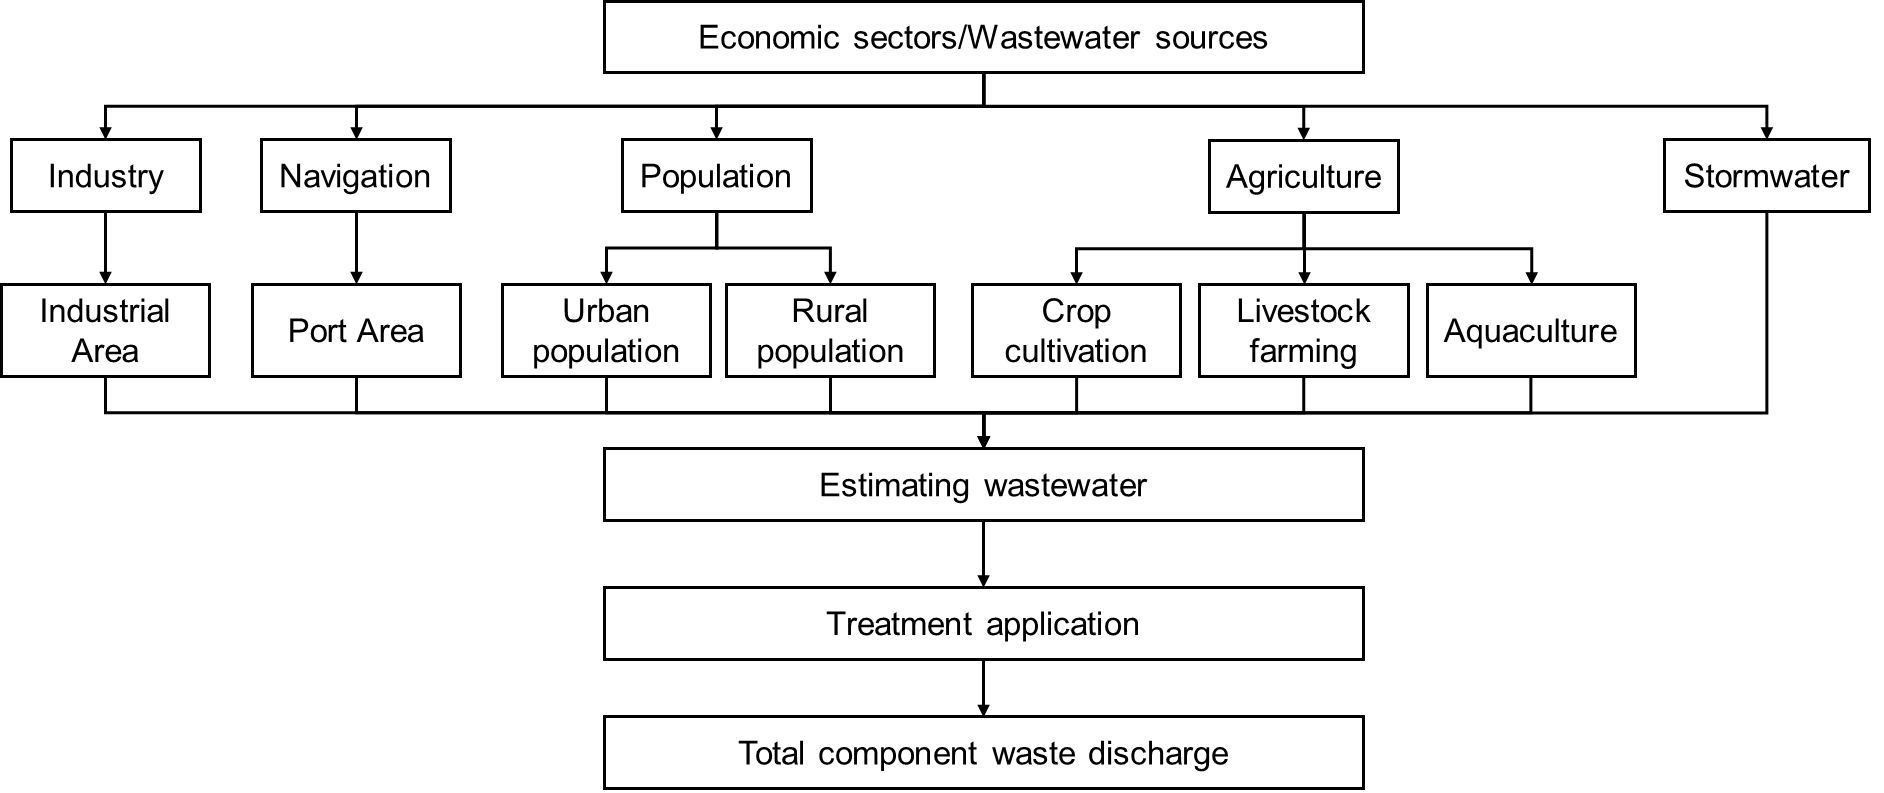 Economic sectors/Wastewater sources
Industry
Navigation
Population
Agriculture
Stormwater
Industrial
Area
Port Area
Urban
population
Rural
population
Crop
cultivation
Livestock
farming
Aquaculture
Estimating wastewater
Treatment application
Total component waste discharge